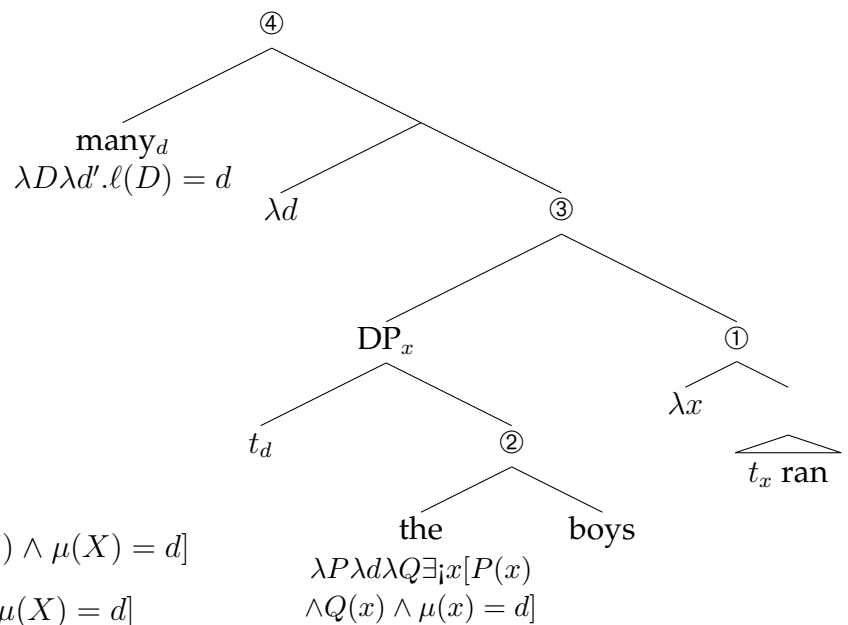 ④
many_d
λDλd′.ℓ(D) = d
λd
③
DP_x
①
λx
t_d
②
t_x ran
the
boys
) ∧ μ(X) = d]
λPλdλQ∃¡x[P(x)
μ(X) = d]
∧Q(x) ∧ μ(x) = d]